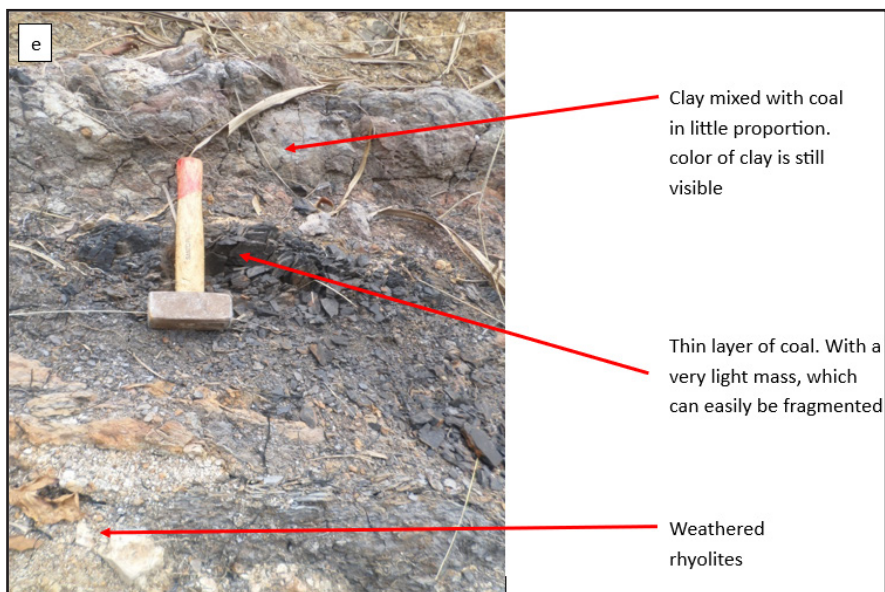 e
Clay mixed with coal
in little proportion.
color of clay is still
visible
Thin layer of coal. With a
very light mass, which
can easily be fragmented
Weathered
rhyolites